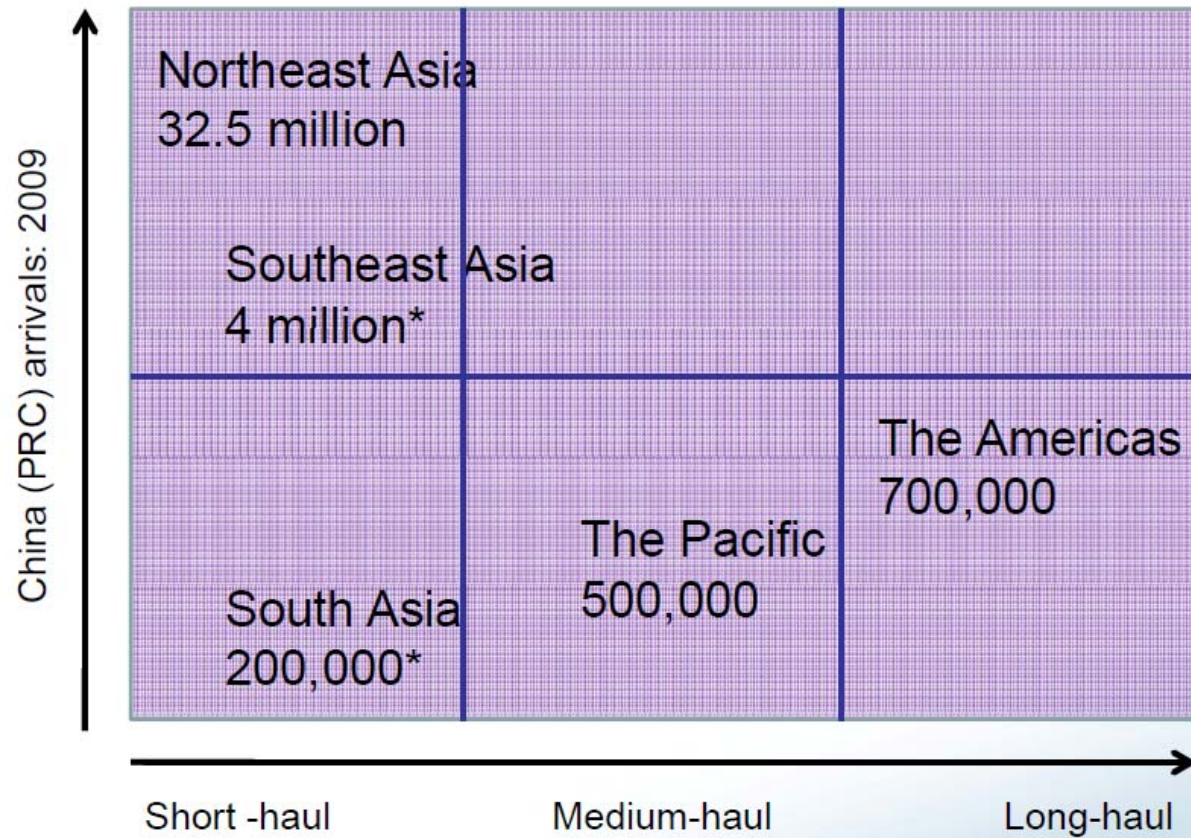 China (PRC) arrivals: 2009
Northeast Asia
32.5 million
Southeast Asia
4 million*
The Americas
700,000
The Pacific
500,000
South Asia
200,000*
Short -haul
Medium-haul
Long-haul